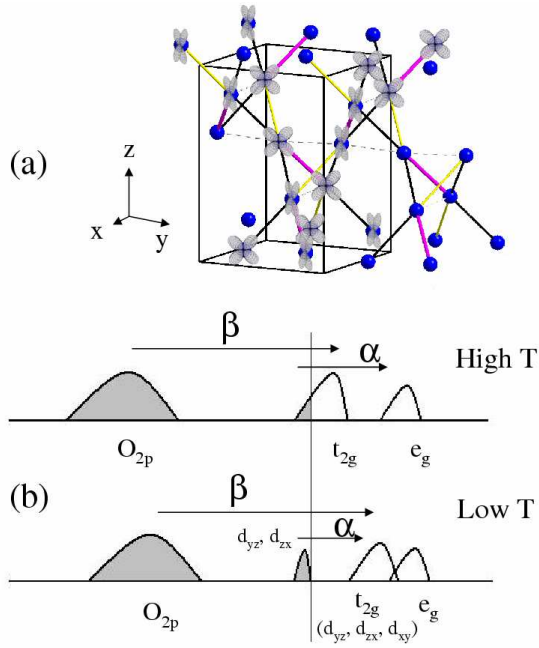 (a)
z
x
y
β
α
High T
O2p
t2g
eg
(b)
β
Low T
dyz, dzx
α
O2p
t2g
eg
(dyz, dzx, dxy)